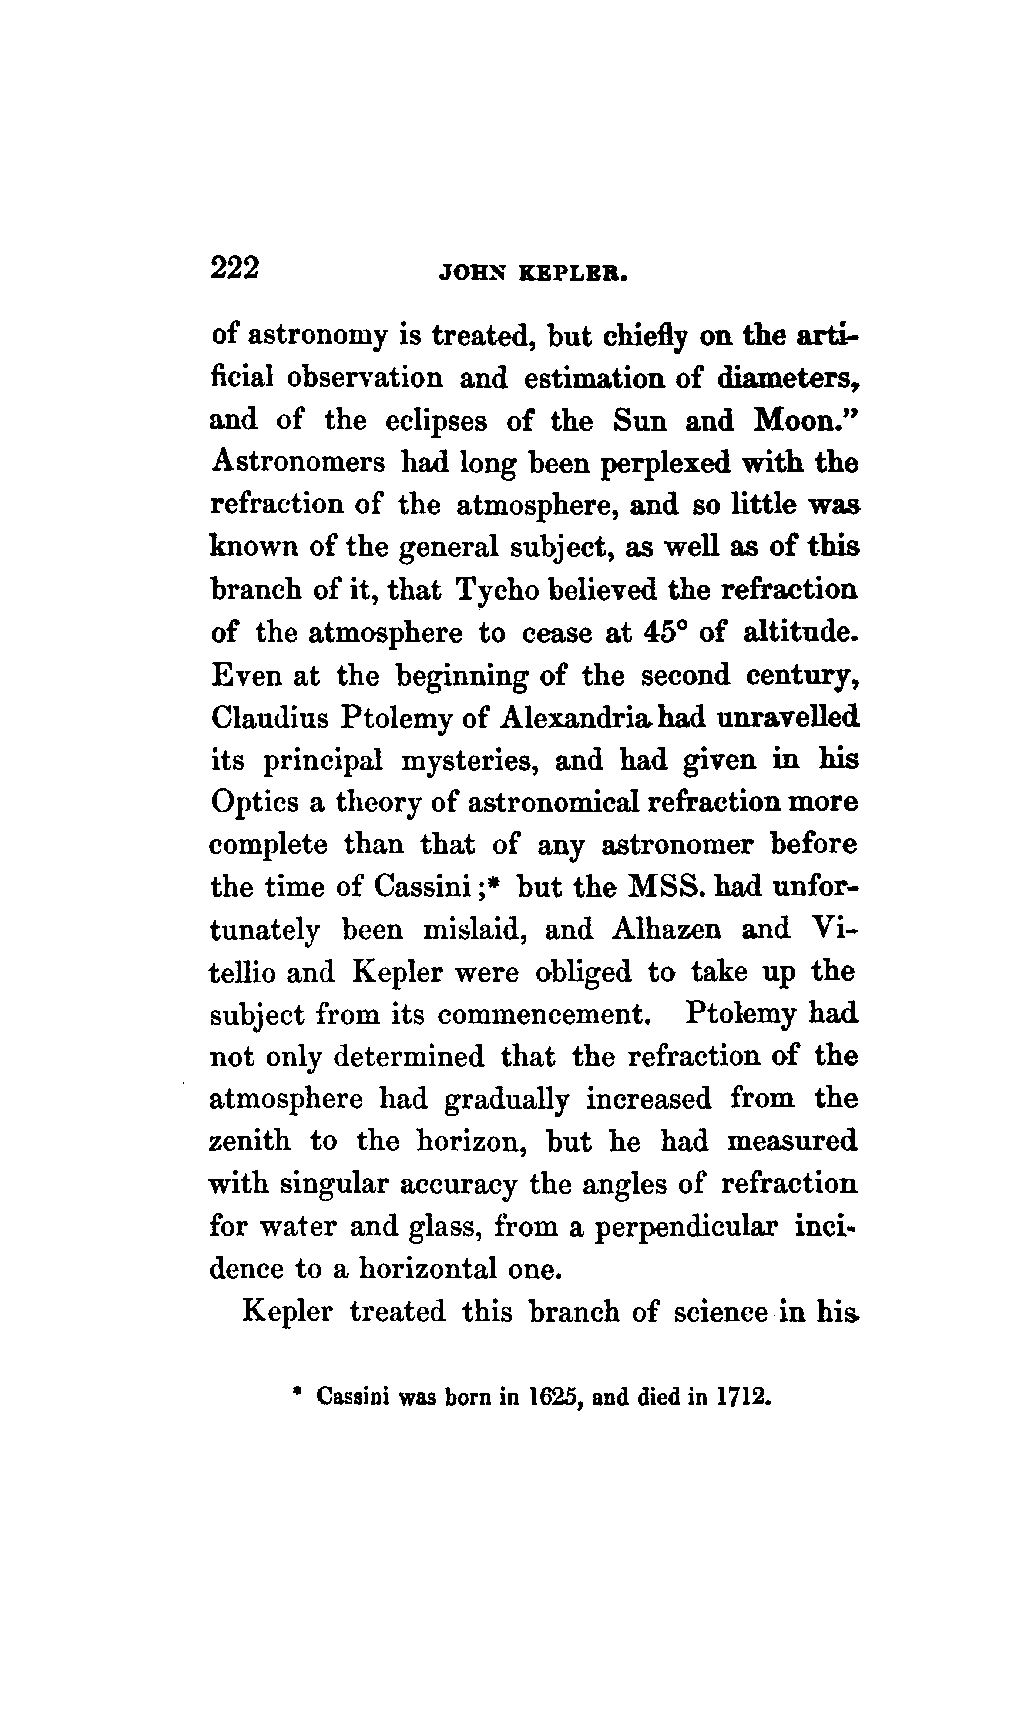 222 JOHN KEPLER.
of astronomy is treated, but chiefly on the arti-
ficial observation and estimation of diameters,
and of the eclipses of the Sun and Moon."
Astronomers had long been perplexed with the
refraction of the atmosphere, and so little was
known of the general subject, as well as of this
branch of it, that Tycho believed the refraction
of the atmosphere to cease at 45° of altitude.
Even at the beginning of the second century,
Claudius Ptolemy of Alexandria had unravelled
its principal mysteries, and had given in his
Optics a theory of astronomical refraction more
complete than that of any astronomer before
the time of Cassini;* but the MSS. had unfor-
tunately been mislaid, and Alhazen and Vi-
tellio and Kepler were obliged to take up the
subject from its commencement. Ptolemy had
not only determined that the refraction of the
atmosphere had gradually increased from the
zenith to the horizon, but he had measured
with singular accuracy the angles of refraction
for water and glass, from a perpendicular inci-
dence to a horizontal one.
Kepler treated this branch of science in his
* Cassini was born in 1625, and died in 1712.